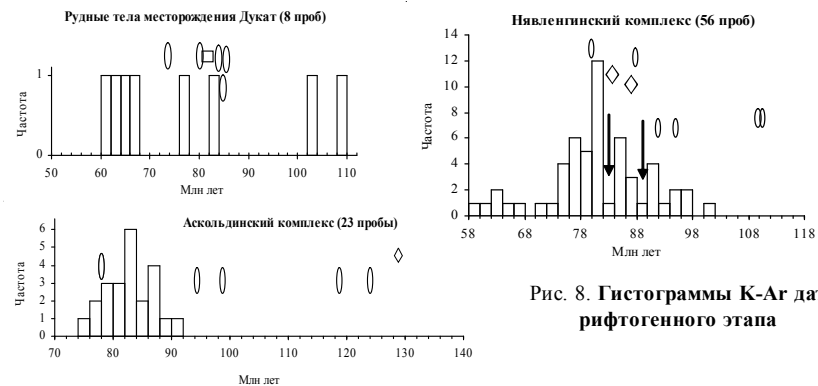 Рудные тела месторождения Дукат (8 проб)
Частота
1
0
50 60 70 80 90 100 110
Млн лет
Нявленгинский комплекс (56 проб)
Частота
14
12
10
8
6
4
2
0
58 68 78 88 98 108 118
Млн лет
Аскольдинский комплекс (23 пробы)
Частота
6
5
4
3
2
1
0
70 80 90 100 110 120 130 140
Млн лет
Рис. 8. Гистограммы K-Ar да
рифтогенного этапа